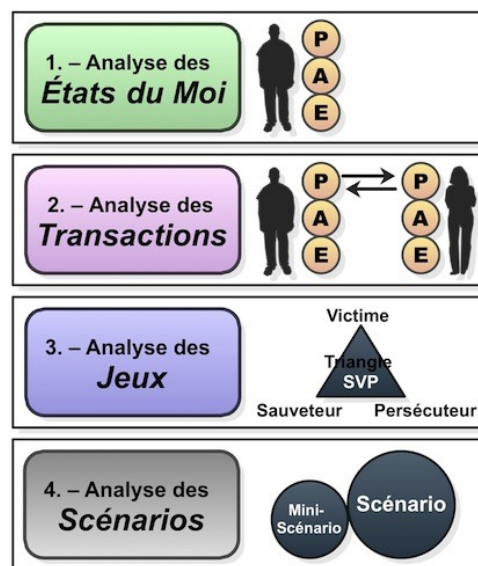 1. – Analyse des
États du Moi
P
A
E
2. – Analyse des
Transactions
P
A
E
P
A
E
3. – Analyse des
Jeux
Victime
Triangle
SVP
Sauveteur Persécuteur
4. – Analyse des
Scénarios
Mini-
Scénario
Scénario